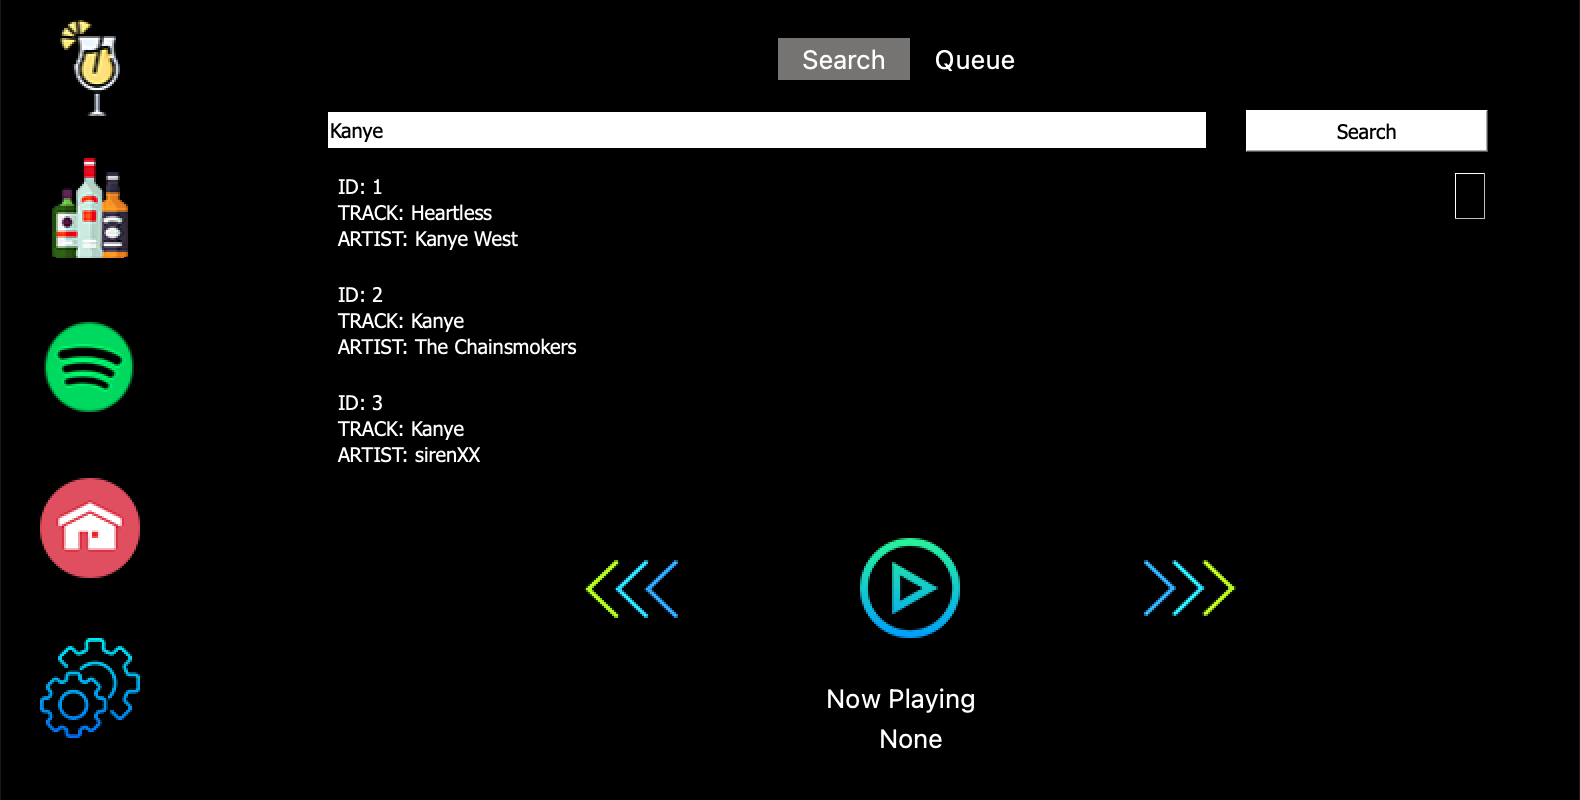 Search Queue
Kanye Search
ID: 1
TRACK: Heartless
ARTIST: Kanye West
ID: 2
TRACK: Kanye
ARTIST: The Chainsmokers
ID: 3
TRACK: Kanye
ARTIST: sirenXX
Now Playing
None